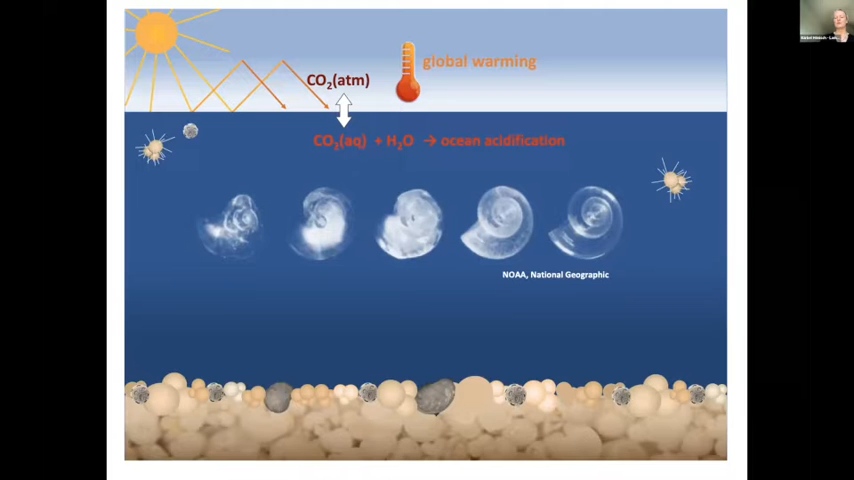 global warming
CO₂(atm)
CO₂(aq) + H₂O → ocean acidification
NOAA, National Geographic